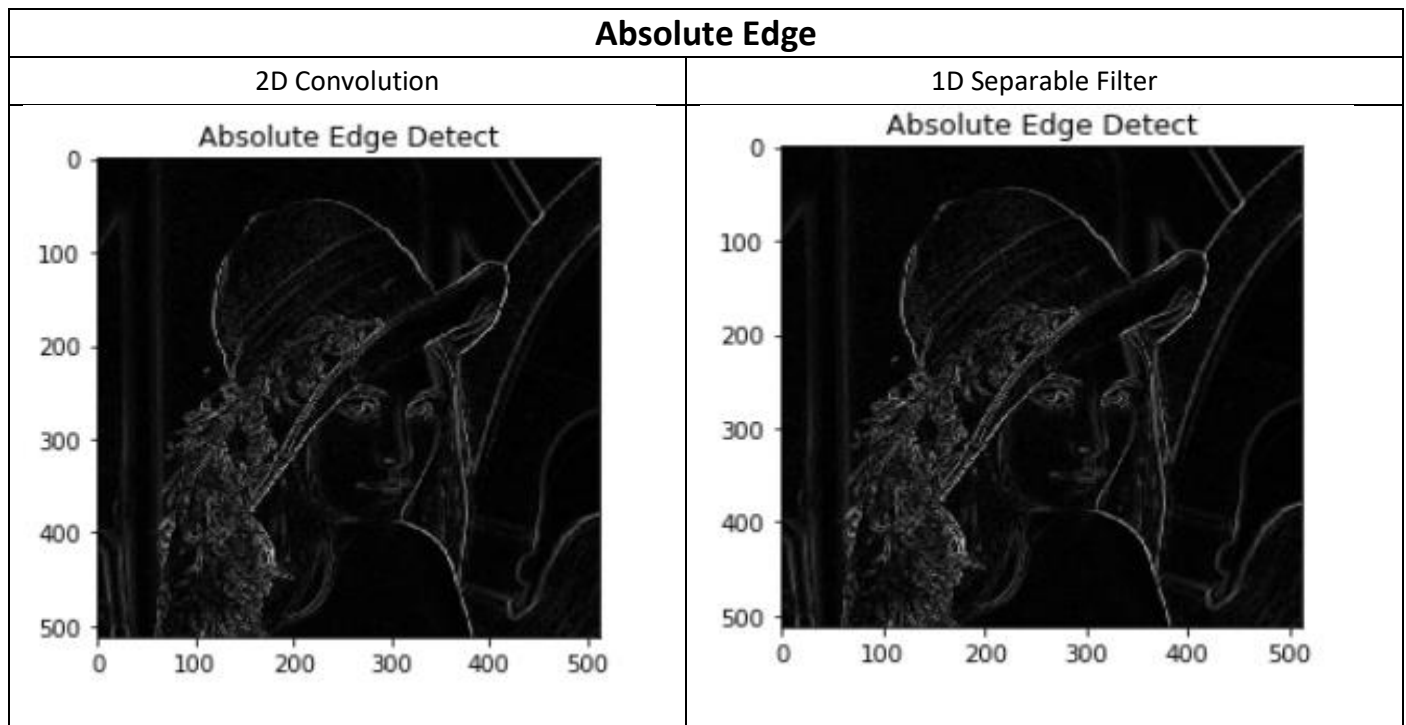 Absolute Edge
2D Convolution
1D Separable Filter
Absolute Edge Detect
0
100
200
300
400
500
0 100 200 300 400 500
Absolute Edge Detect
0
100
200
300
400
500
0 100 200 300 400 500